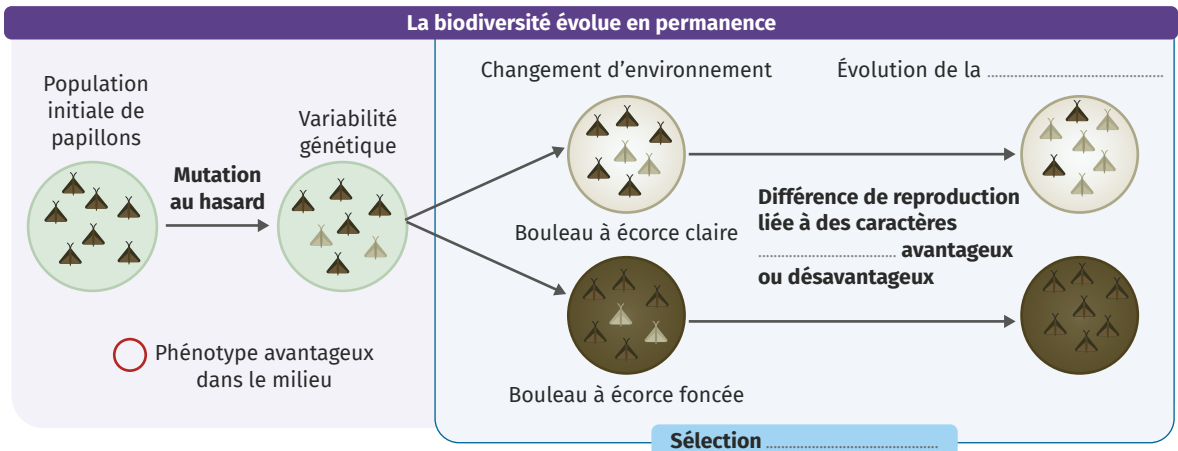 La biodiversité évolue en permanence
Population
initiale de
papillons
Mutation
au hasard
Variabilité
génétique
Changement d'environnement
Évolution de la ..............................
Bouleau à écorce claire
Différence de reproduction
liée à des caractères
.............................. avantageux
ou désavantageux
Bouleau à écorce foncée
Phénotype avantageux
dans le milieu
Sélection ..............................